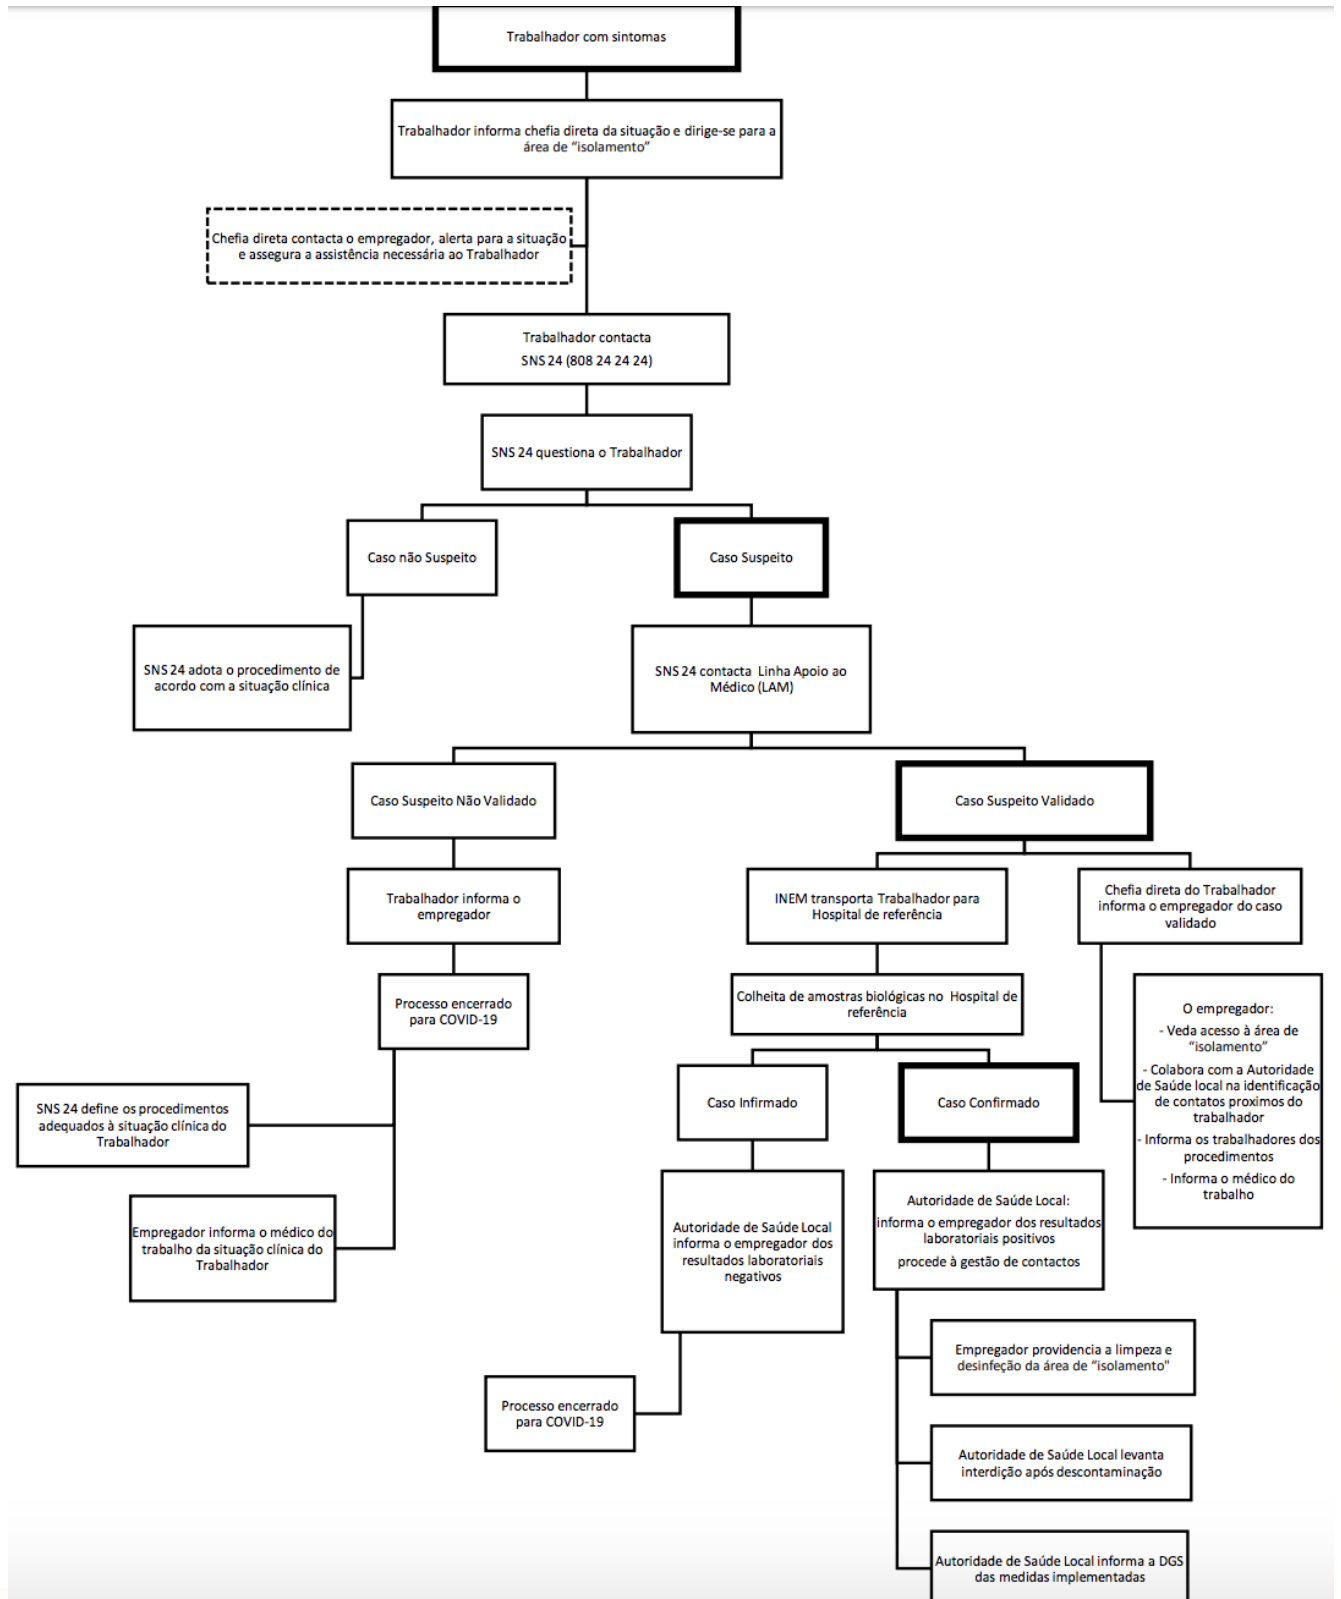 Trabalhador com sintomas
Trabalhador informa chefia direta da situação e dirige-se para a
área de “isolamento”
Chefia direta contacta o empregador, alerta para a situação
e assegura a assistência necessária ao Trabalhador
Trabalhador contacta
SNS 24 (808 24 24 24)
SNS 24 questiona o Trabalhador
Caso não Suspeito
Caso Suspeito
SNS 24 adota o procedimento de
acordo com a situação clínica
SNS 24 contacta Linha Apoio ao
Médico (LAM)
Caso Suspeito Não Validado
Caso Suspeito Validado
Trabalhador informa o
empregador
INEM transporta Trabalhador para
Hospital de referência
Chefia direta do Trabalhador
informa o empregador do caso
validado
Processo encerrado
para COVID-19
Colheita de amostras biológicas no Hospital de
referência
O empregador:
- Veda acesso à área de
“isolamento”
- Colabora com a Autoridade
de Saúde local na identificação
de contatos proximos do
trabalhador
- Informa os trabalhadores dos
procedimentos
- Informa o médico do
trabalho
SNS 24 define os procedimentos
adequados à situação clínica do
Trabalhador
Caso Infirmado
Caso Confirmado
Empregador informa o médico do
trabalho da situação clínica do
Trabalhador
Autoridade de Saúde Local
informa o empregador dos
resultados laboratoriais
negativos
Autoridade de Saúde Local:
informa o empregador dos resultados
laboratoriais positivos
procede à gestão de contactos
Processo encerrado
para COVID-19
Empregador providencia a limpeza e
desinfeção da área de “isolamento"
Autoridade de Saúde Local levanta
interdição após descontaminação
Autoridade de Saúde Local informa a DGS
das medidas implementadas